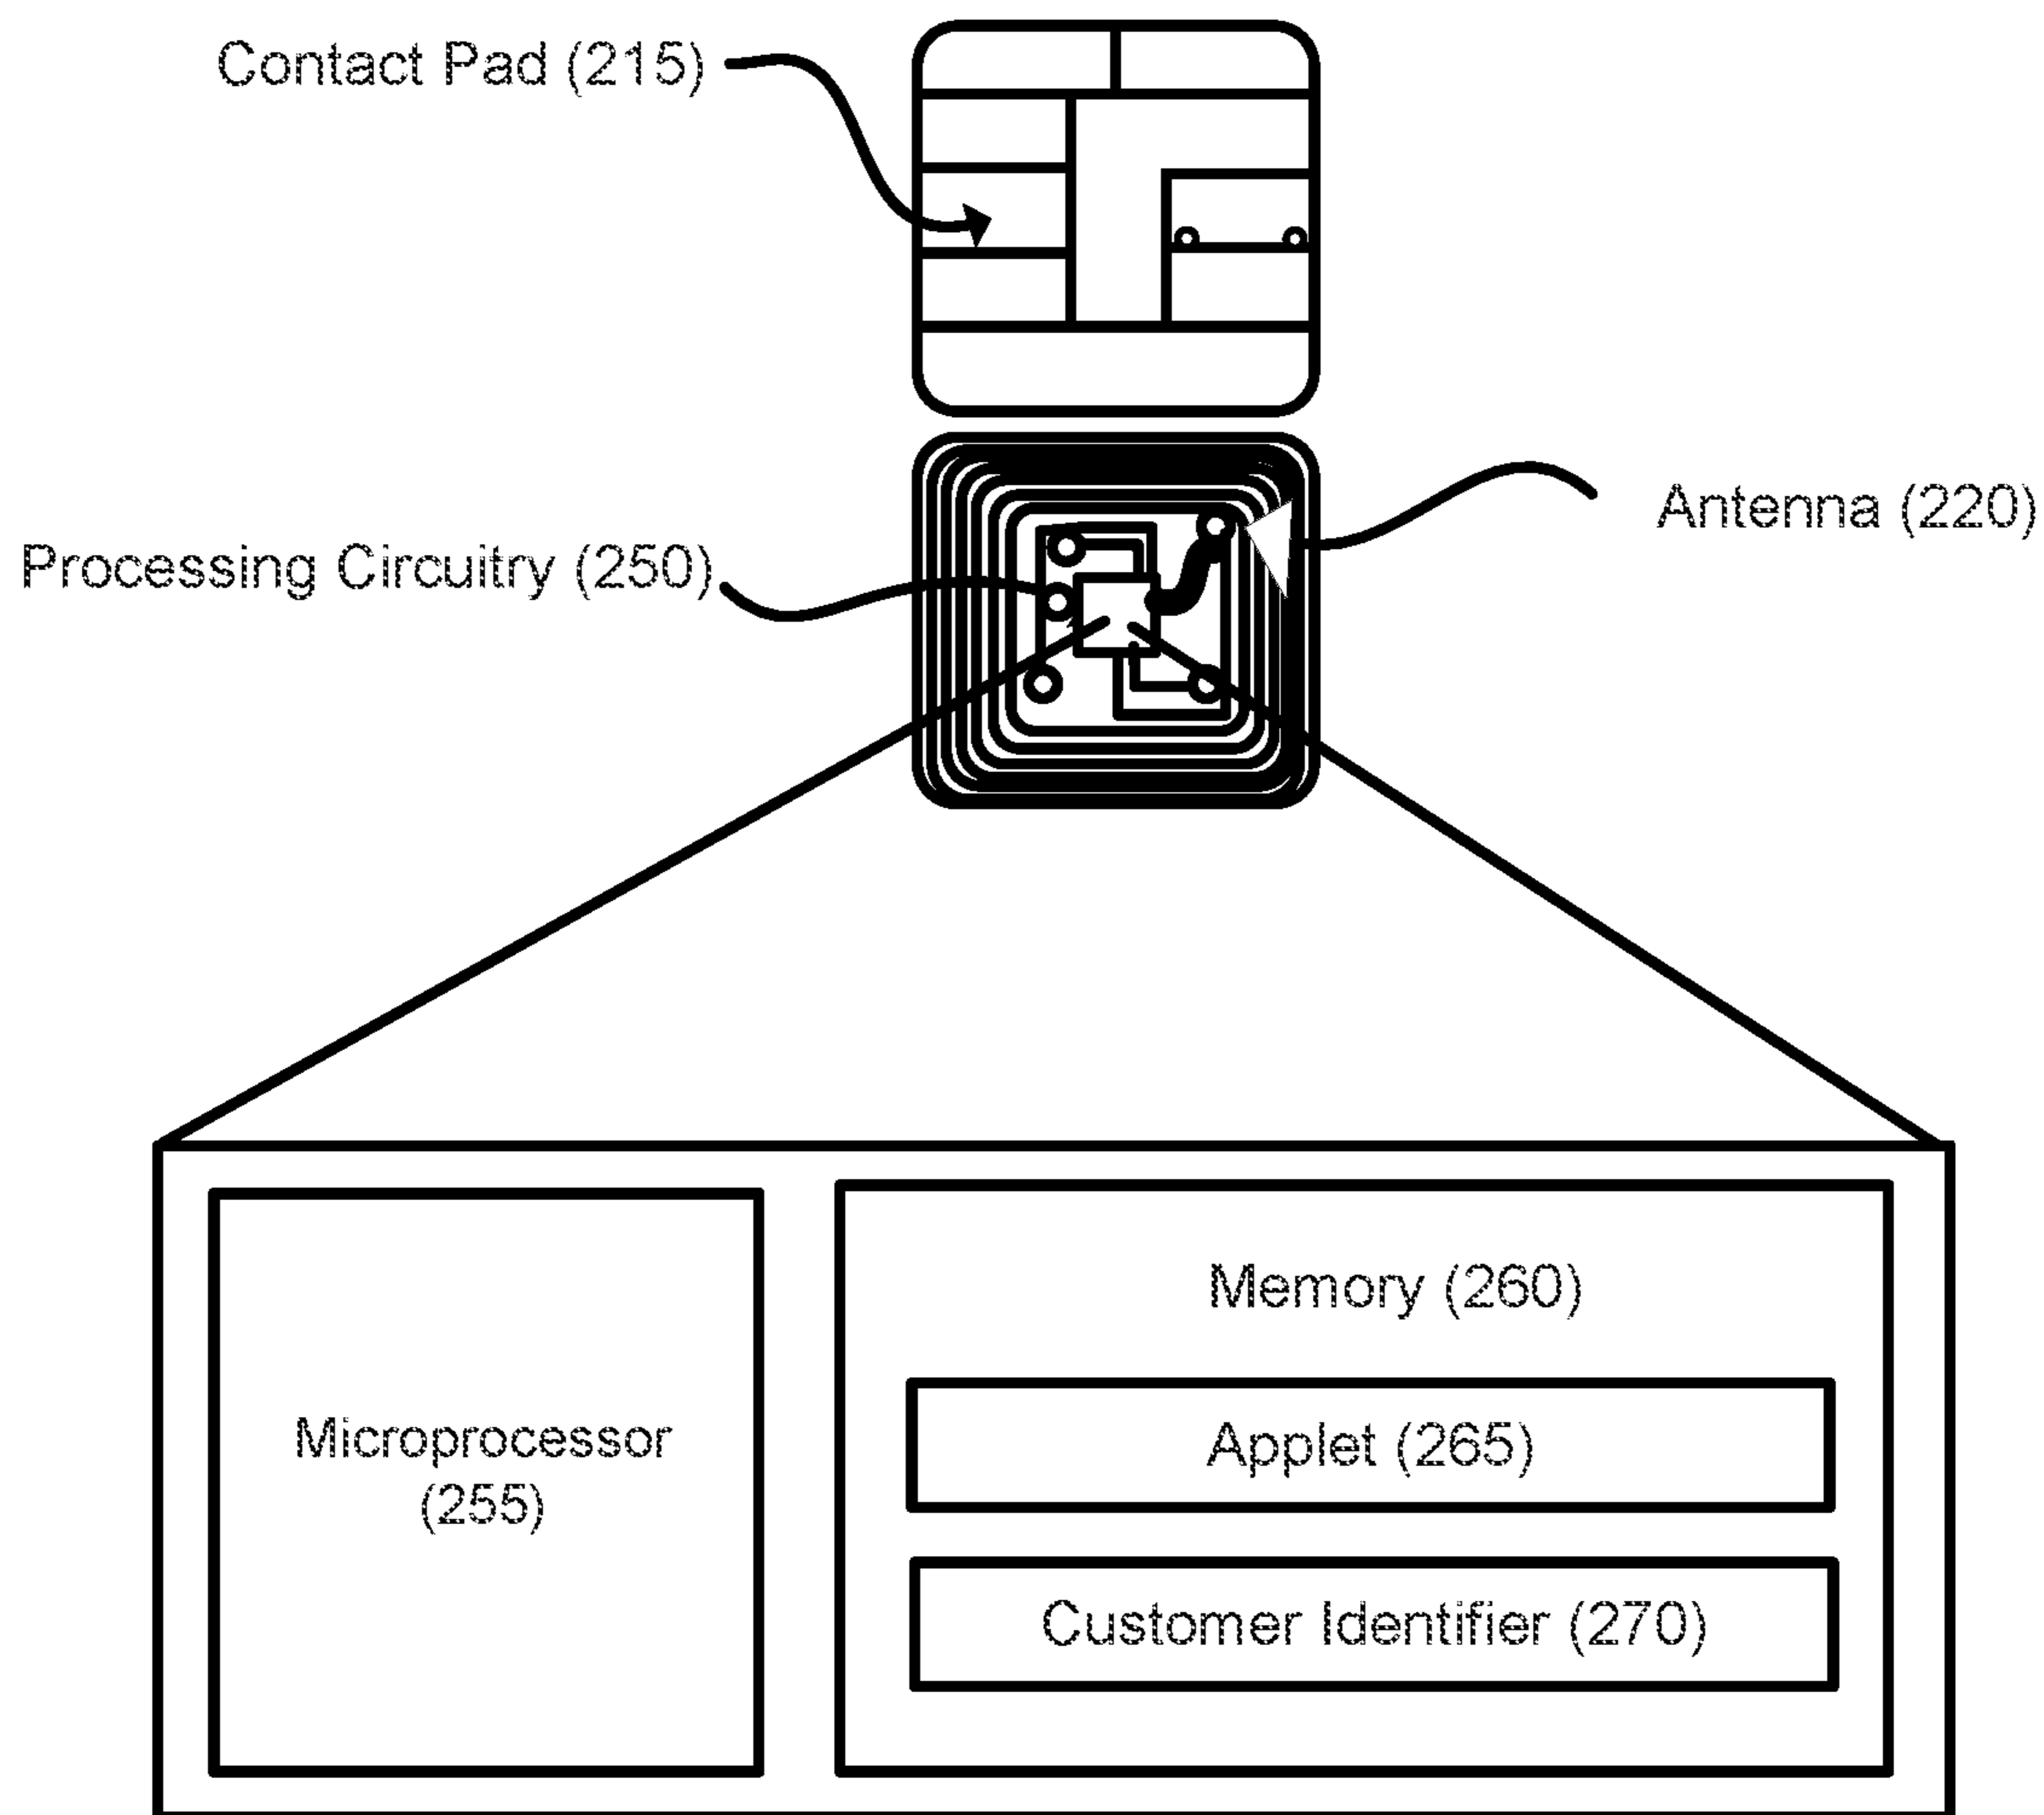 Contact Pad (215)
Antenna (220)
Processing Circuitry (250)
Memory (260)
Microprocessor
(255)
Applet (265)
Customer Identifier (270)